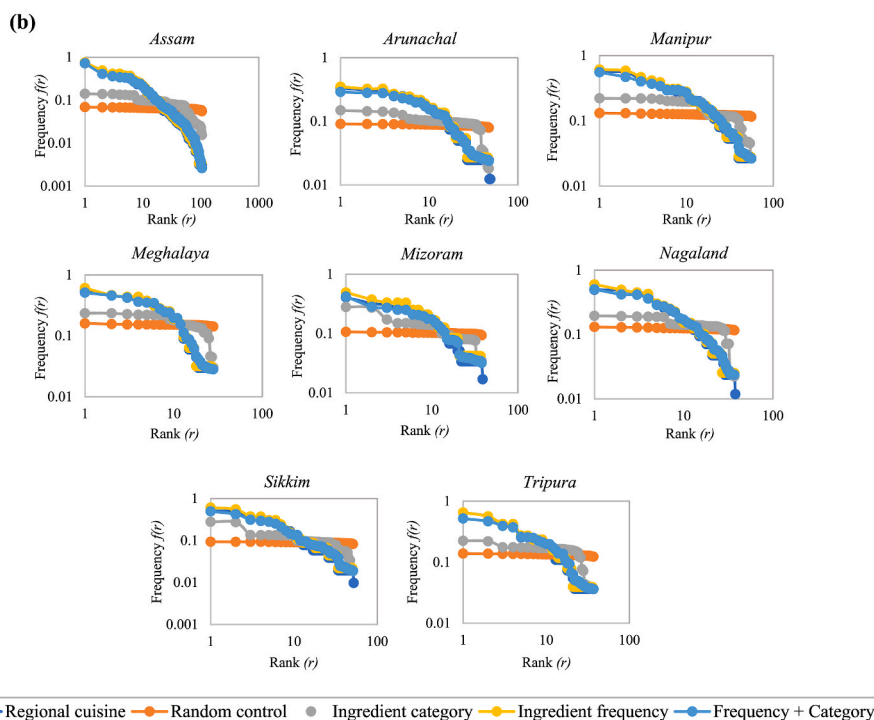 (b)
Assam
Frequency f(r)
1
0.1
0.01
0.001
1 10 100 1000
Rank (r)
Arunachal
Frequency f(r)
1
0.1
0.01
1 10 100
Rank (r)
Manipur
Frequency f(r)
1
0.1
0.01
1 10 100
Rank (r)
Meghalaya
Frequency f(r)
1
0.1
0.01
1 10 100
Rank (r)
Mizoram
Frequency f(r)
1
0.1
0.01
1 10 100
Rank (r)
Nagaland
Frequency f(r)
1
0.1
0.01
1 10 100
Rank (r)
Sikkim
Frequency f(r)
1
0.1
0.01
0.001
1 10 100
Rank (r)
Tripura
Frequency f(r)
1
0.1
0.01
1 10 100
Rank (r)
Regional cuisine Random control Ingredient category Ingredient frequency Frequency + Category